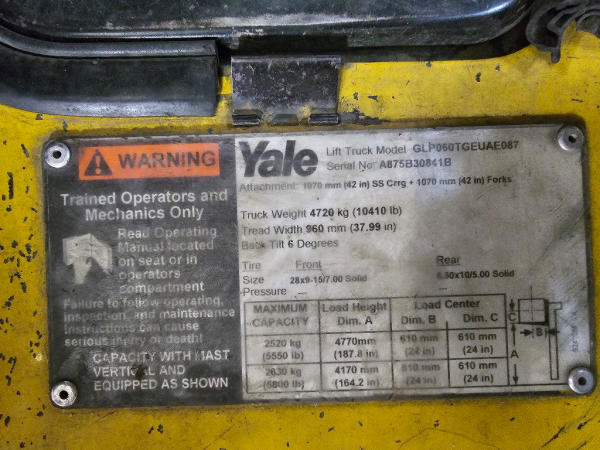 WARNING
Trained Operators and
Mechanics Only
Read Operating
Manual located
on seat or in
operators
compartment
Failure to follow operating,
inspection, and maintenance
instructions can cause
serious injury or death!
CAPACITY WITH MAST
VERTICAL AND
EQUIPPED AS SHOWN
Yale
Lift Truck Model GLP060TGEUAE087
Serial No A875B30841B
Attachment 1070 mm (42 in) SS Crrg + 1070 mm (42 in) Forks
Truck Weight 4720 kg (10410 lb)
Tread Width 960 mm (37.99 in)
Back Tilt 6 Degrees
Tire Front Rear
Size 28x9-15/7.00 Solid 6.50x10/5.00 Solid
Pressure — —
MAXIMUM CAPACITY Load Height Dim. A Load Center Dim. B Dim. C
2520 kg (5550 lb) 4770mm (187.8 in) 610 mm (24 in) 610 mm (24 in)
2630 kg (5800 lb) 4170 mm (164.2 in) 610 mm (24 in) 610 mm (24 in)
C
B
A